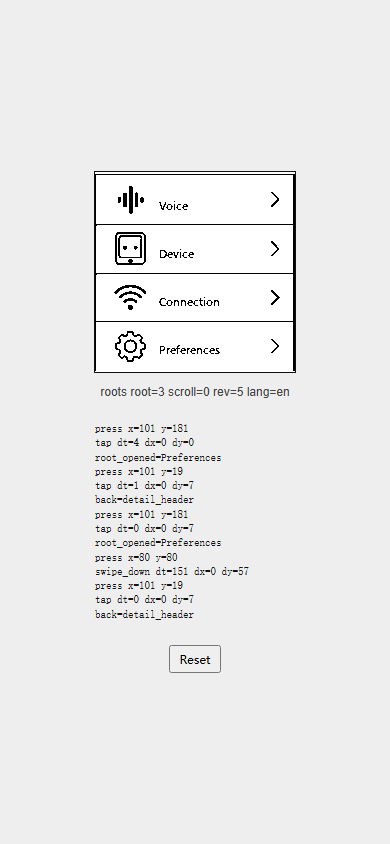 Voice
Device
Connection
Preferences
roots root=3 scroll=0 rev=5 lang=en
press x=101 y=181
tap dt=4 dx=0 dy=0
root_opened=Preferences
press x=101 y=19
tap dt=1 dx=0 dy=7
back=detail_header
press x=101 y=181
tap dt=0 dx=0 dy=7
root_opened=Preferences
press x=80 y=80
swipe_down dt=151 dx=0 dy=57
press x=101 y=19
tap dt=0 dx=0 dy=7
back=detail_header
Reset